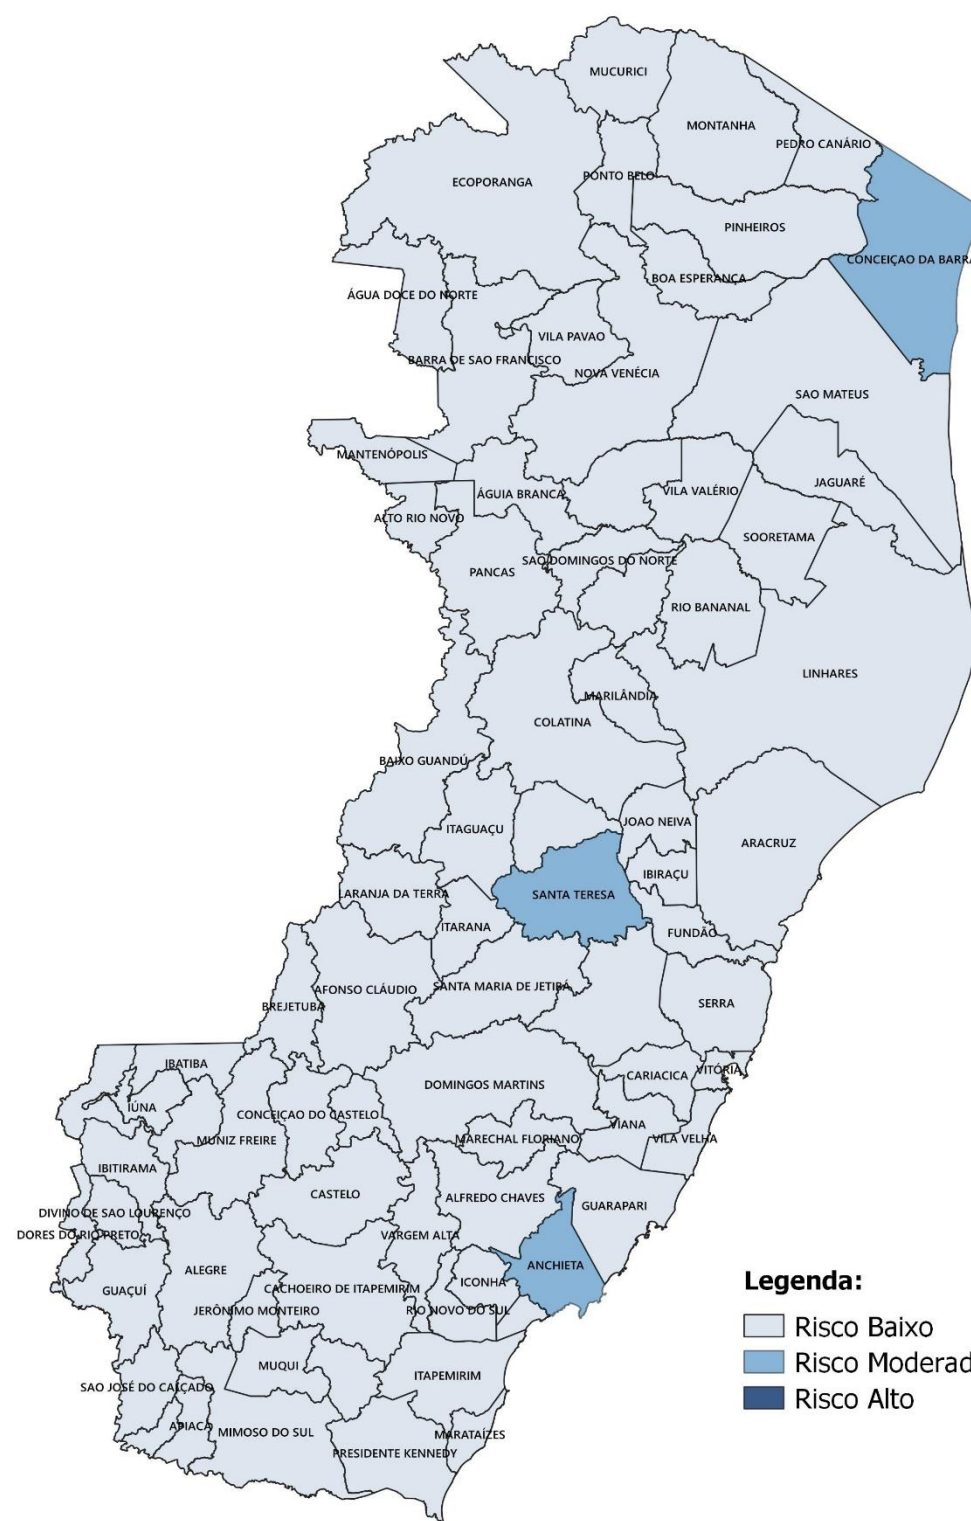 MUCURICI
MONTANHA
PEDRO CANÁRIO
PONTO BELO
ECOPORANGA
PINHEIROS
CONCEIÇAO DA BARRA
BOA ESPERANÇA
ÁGUA DOCE DO NORTE
VILA PAVAO
BARRA DE SAO FRANCISCO
NOVA VENÉCIA
SAO MATEUS
MANTENÓPOLIS
JAGUARÉ
VILA VALÉRIO
ÁGUIA BRANCA
ALTO RIO NOVO
SOORETAMA
SAO DOMINGOS DO NORTE
PANCAS
RIO BANANAL
LINHARES
MARILÂNDIA
COLATINA
BAIXO GUANDÚ
JOAO NEIVA
ITAGUAÇU
ARACRUZ
IBIRAÇU
LARANJA DA TERRA
SANTA TERESA
ITARANA
FUNDÃO
SANTA MARIA DE JETIBÁ
AFONSO CLÁUDIO
SERRA
BREJETUBA
IBATIBA
VITÓRIA
CARIACICA
DOMINGOS MARTINS
IÚNA
CONCEIÇAO DO CASTELO
VIANA
MUNIZ FREIRE
MARECHAL FLORIANO
VILA VELHA
IBITIRAMA
CASTELO
ALFREDO CHAVES
GUARAPARI
DIVINO DE SAO LOURENÇO
DORES DO RIO PRETO
VARGEM ALTA
ANCHIETA
ALEGRE
Legenda:
ICONHA
GUAÇUÍ
CACHOEIRO DE ITAPEMIRIM
JERÔNIMO MONTEIRO
RIO NOVO DO SUL
Risco Baixo
Risco Moderad
MUQUI
ITAPEMIRIM
SAO JOSÉ DO CALÇADO
Risco Alto
APIACÁ
MIMOSO DO SUL
MARATAÍZES
PRESIDENTE KENNEDY